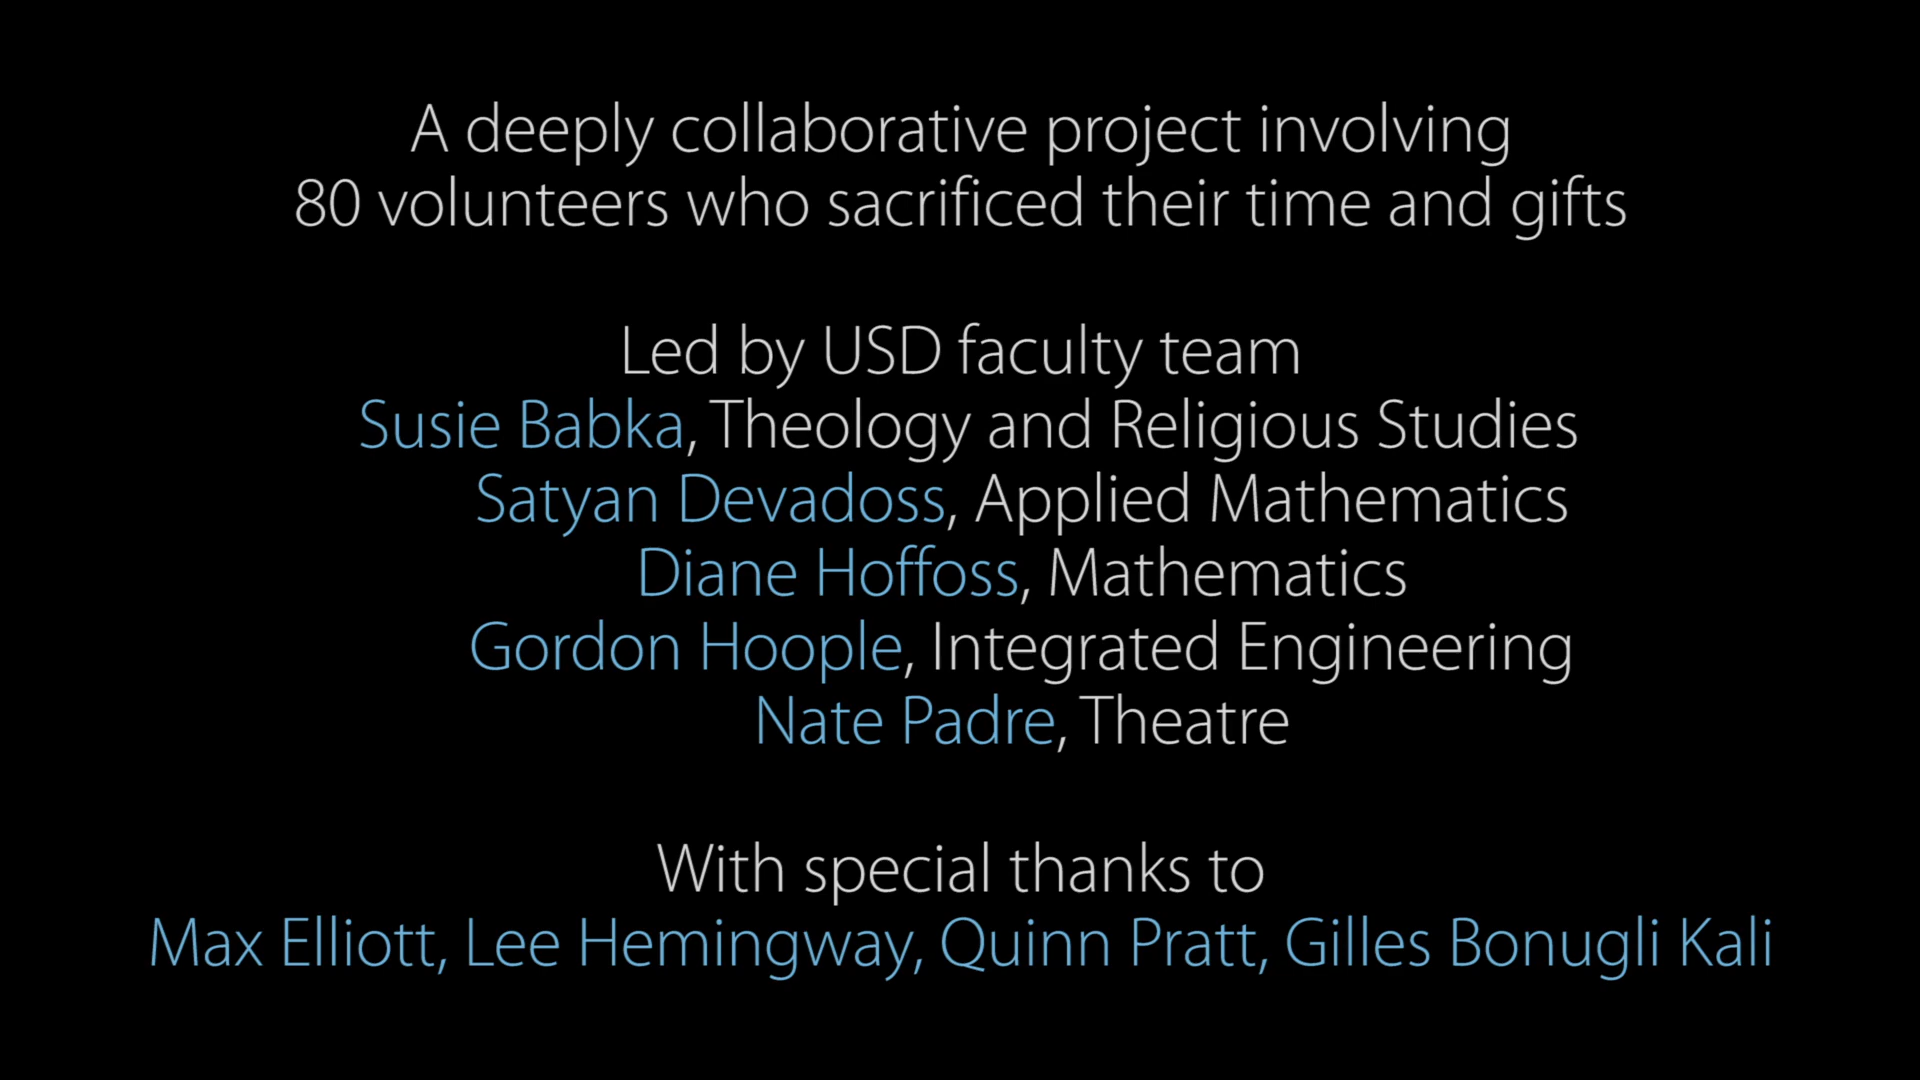 A deeply collaborative project involving
80 volunteers who sacrificed their time and gifts
Led by USD faculty team
Susie Babka, Theology and Religious Studies
Satyan Devadoss, Applied Mathematics
Diane Hoffoss, Mathematics
Gordon Hoople, Integrated Engineering
Nate Padre, Theatre
With special thanks to
Max Elliott, Lee Hemingway, Quinn Pratt, Gilles Bonugli Kali